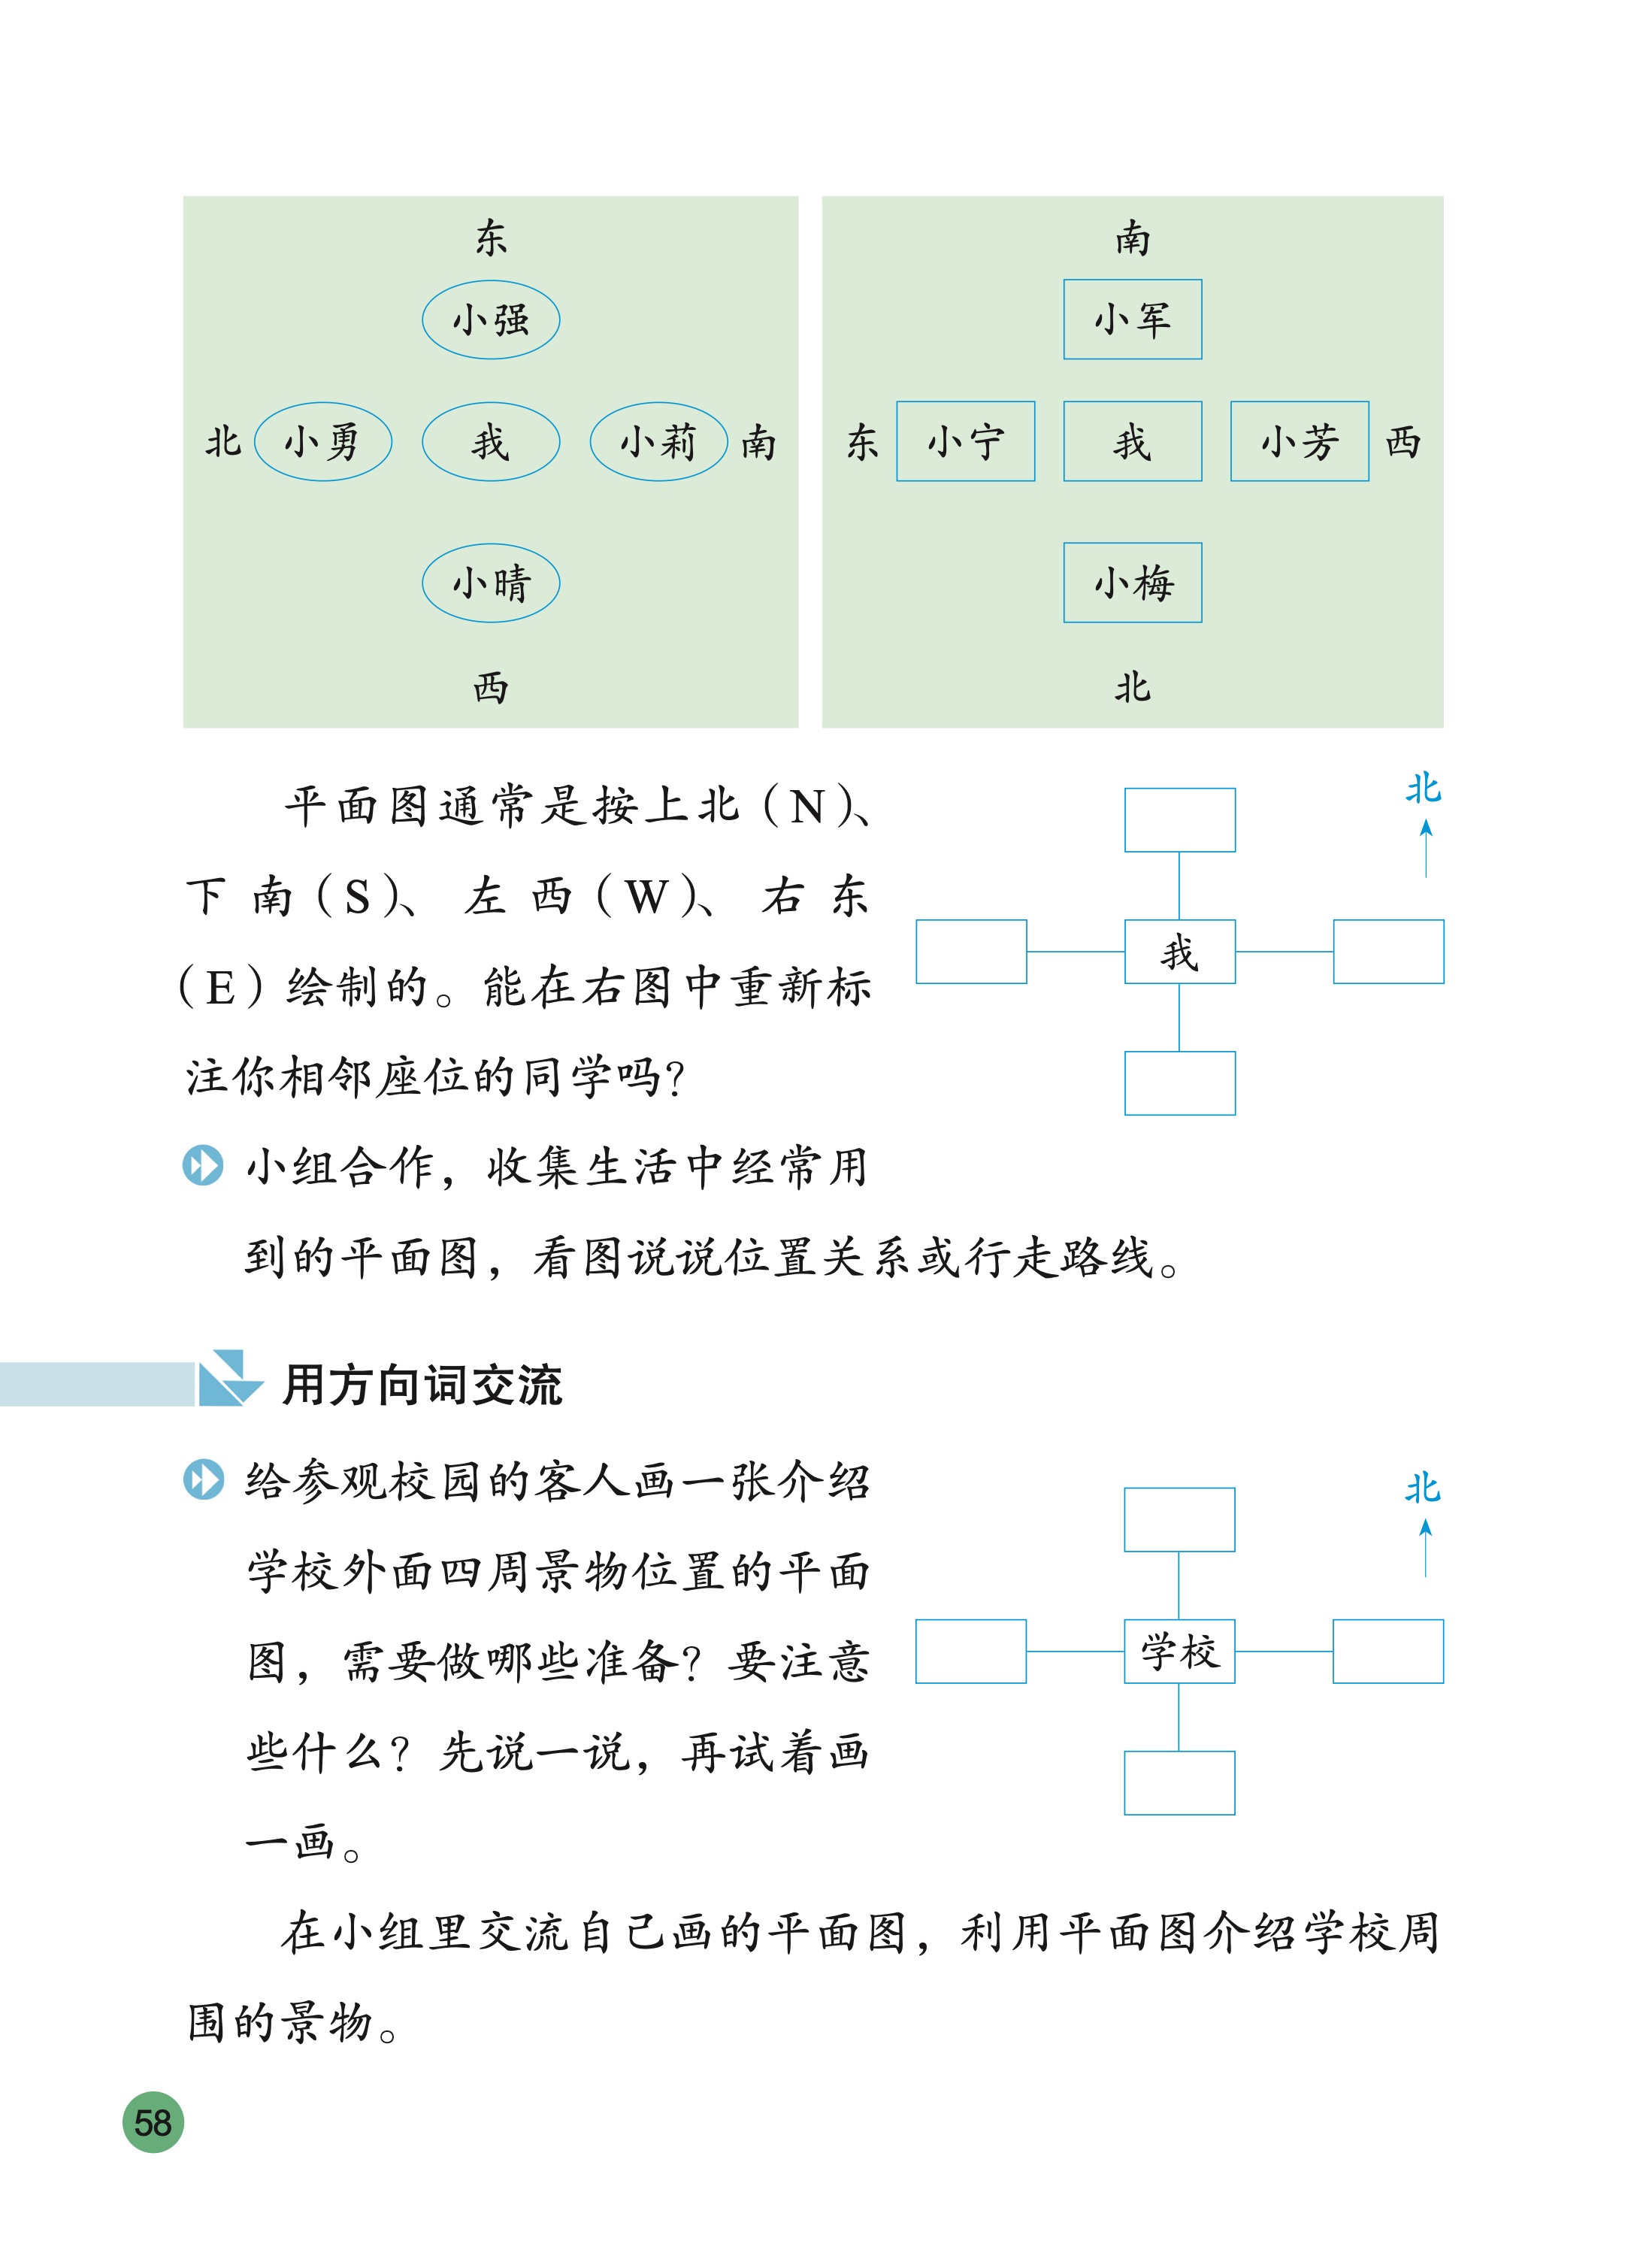 东
小强
北 小勇 我 小莉 南
小晴
西
南
小军
东 小宁 我 小芳 西
小梅
北
平面图通常是按上北（N）、
下南（S）、左西（W）、右东
（E）绘制的。能在右图中重新标
注你相邻座位的同学吗？
北
我
小组合作，收集生活中经常用
到的平面图，看图说说位置关系或行走路线。
用方向词交流
给参观校园的客人画一张介绍
学校外面四周景物位置的平面
图，需要做哪些准备？要注意
些什么？先说一说，再试着画
一画。
北
学校
在小组里交流自己画的平面图，利用平面图介绍学校周
围的景物。
58